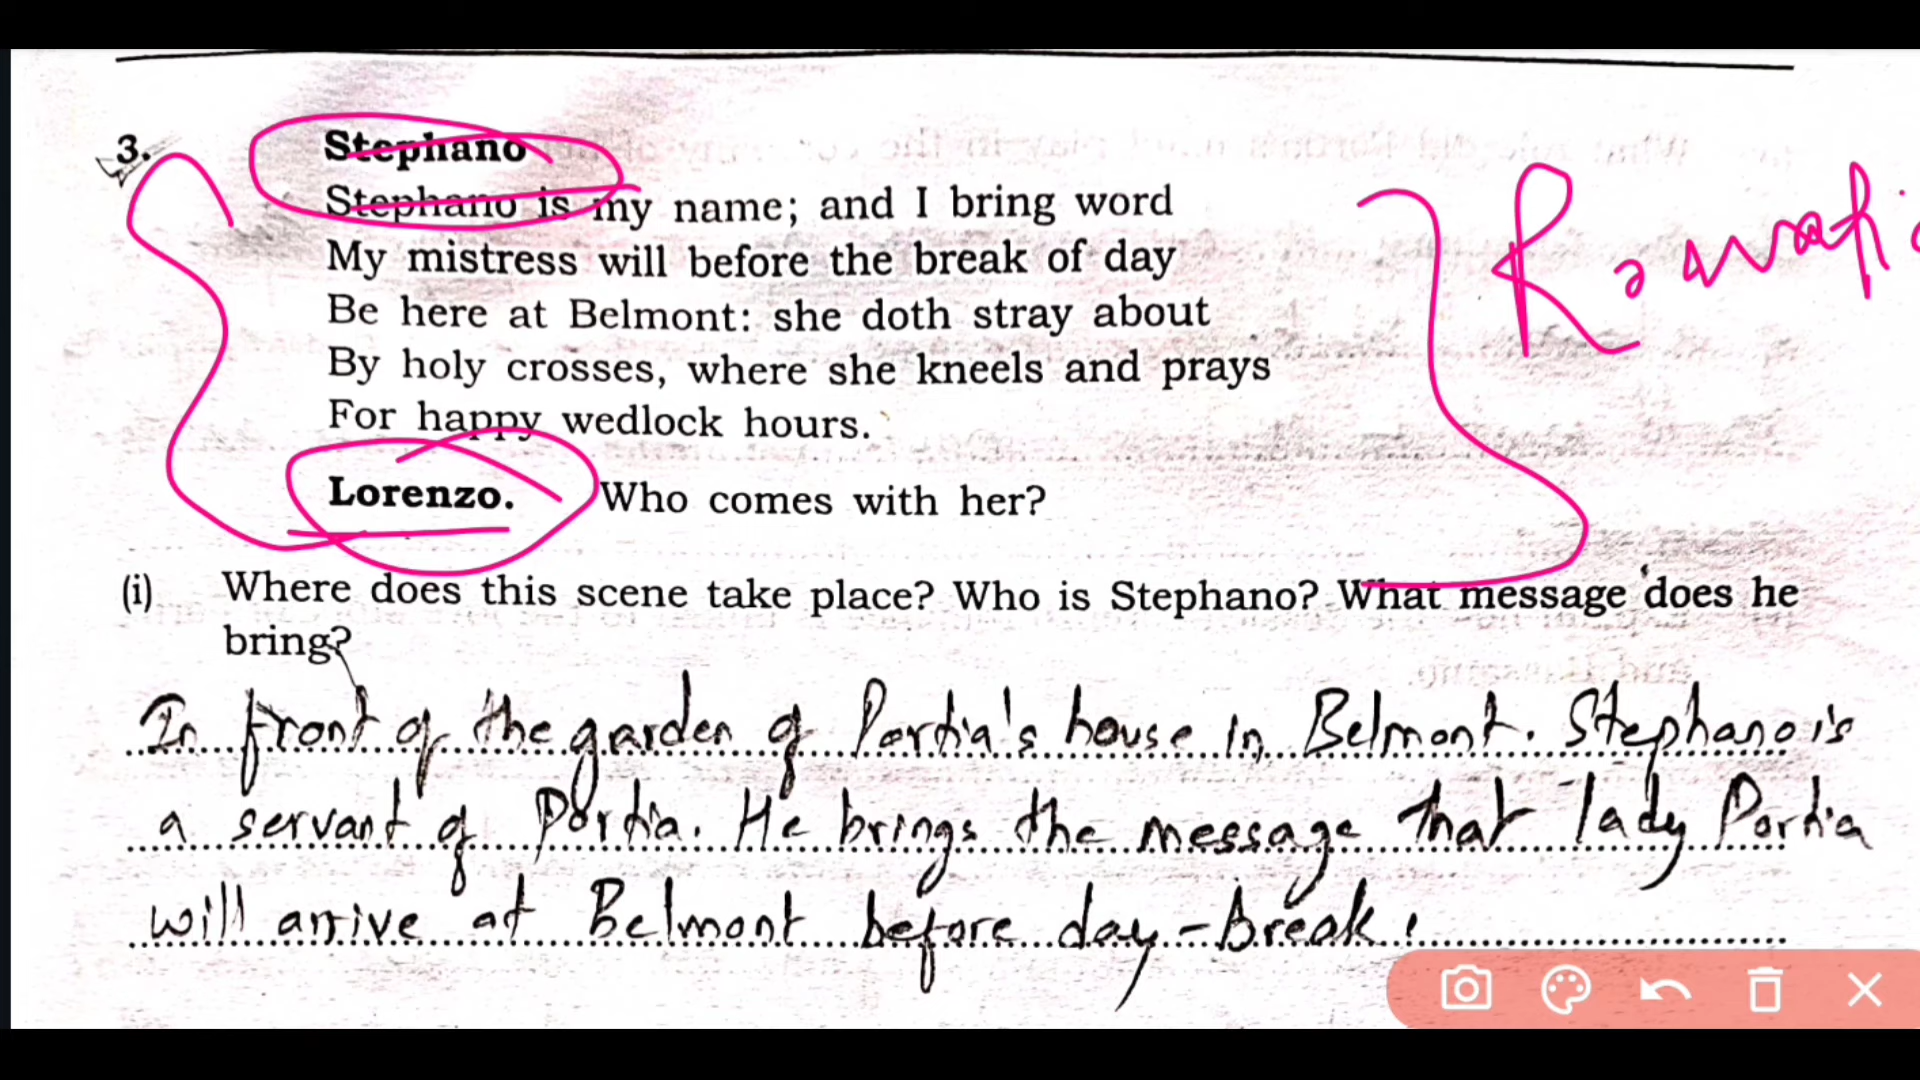 3. Stephano
Stephano is my name; and I bring word
My mistress will before the break of day
Be here at Belmont: she doth stray about
By holy crosses, where she kneels and prays
For happy wedlock hours.
Lorenzo. Who comes with her?
(i) Where does this scene take place? Who is Stephano? What message does he
bring?
In front of the garden of Portia's house in Belmont. Stephano is
a servant of Portia. He brings the message that lady Portia
will arrive at Belmont before day-break.